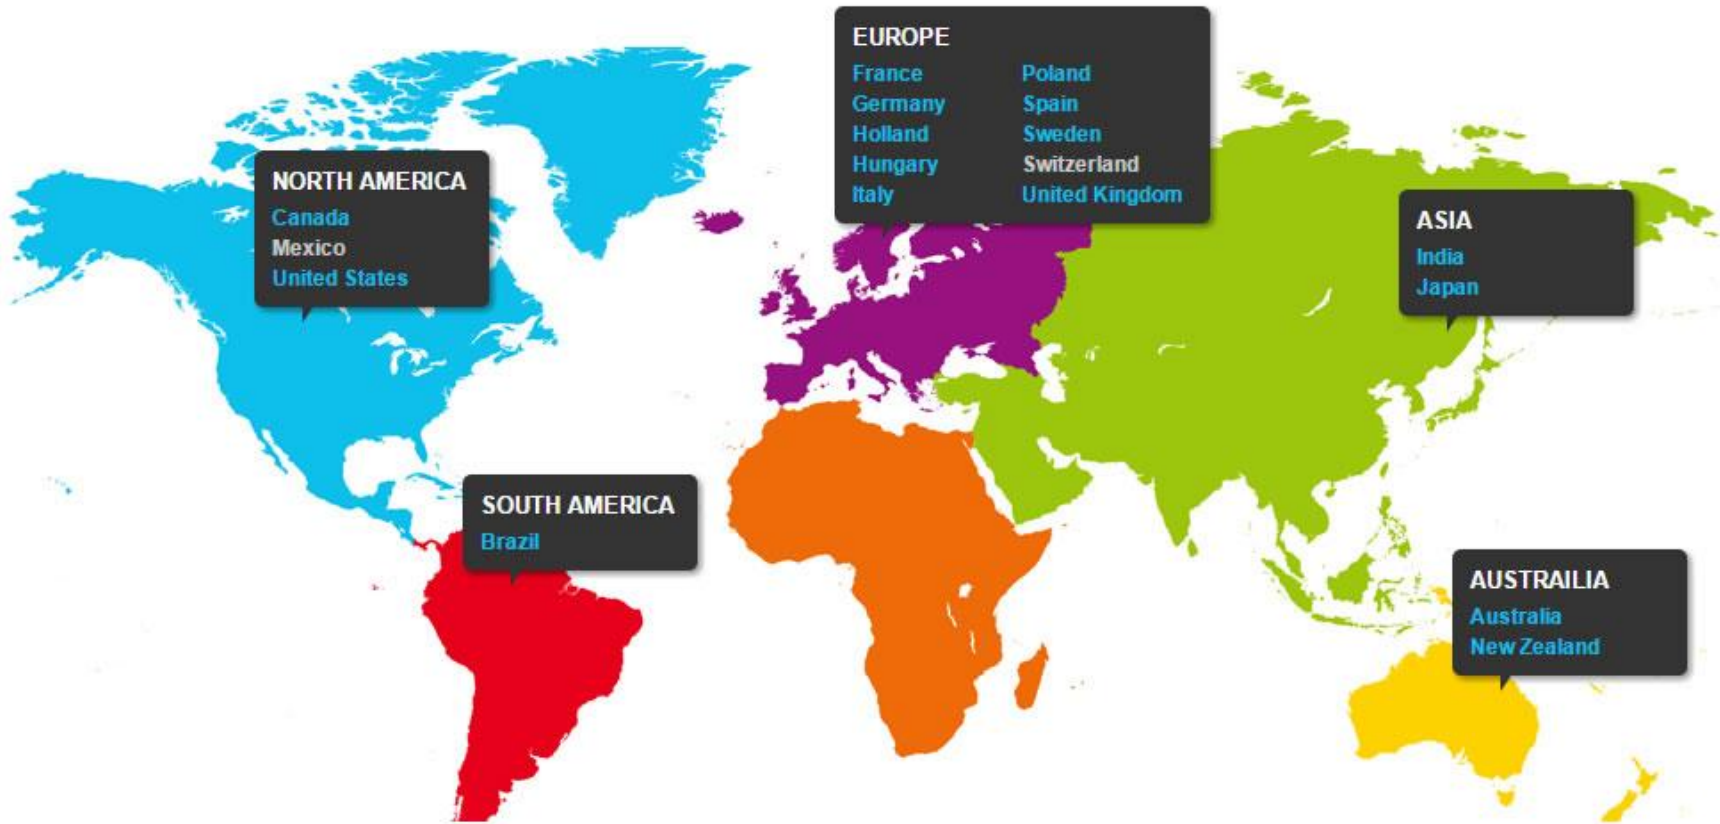 EUROPE
France
Germany
Holland
Hungary
Italy
Poland
Spain
Sweden
Switzerland
United Kingdom
NORTH AMERICA
Canada
Mexico
United States
ASIA
India
Japan
SOUTH AMERICA
Brazil
AUSTRAILIA
Australia
New Zealand